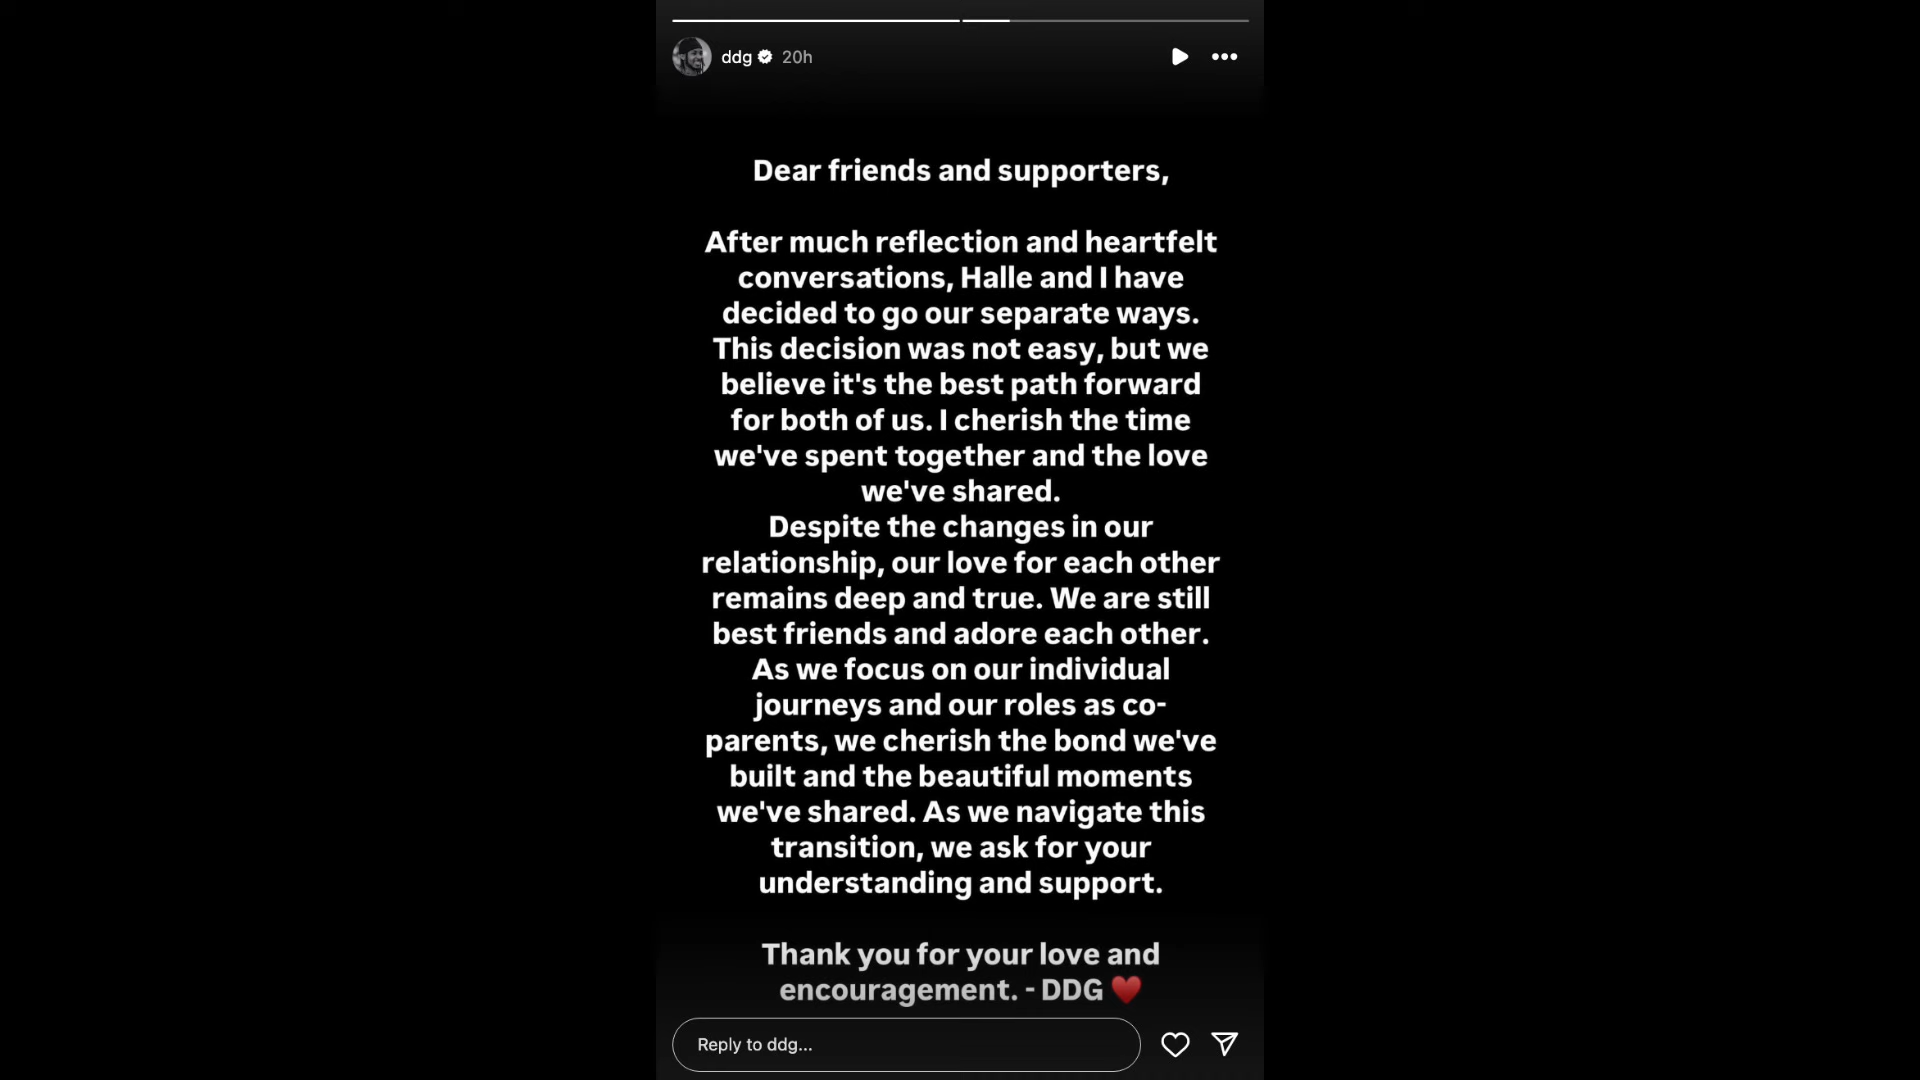 ddg 20h
Dear friends and supporters,
After much reflection and heartfelt
conversations, Halle and I have
decided to go our separate ways.
This decision was not easy, but we
believe it's the best path forward
for both of us. I cherish the time
we've spent together and the love
we've shared.
Despite the changes in our
relationship, our love for each other
remains deep and true. We are still
best friends and adore each other.
As we focus on our individual
journeys and our roles as co-
parents, we cherish the bond we've
built and the beautiful moments
we've shared. As we navigate this
transition, we ask for your
understanding and support.
Thank you for your love and
encouragement. - DDG ♥️
Reply to ddg...